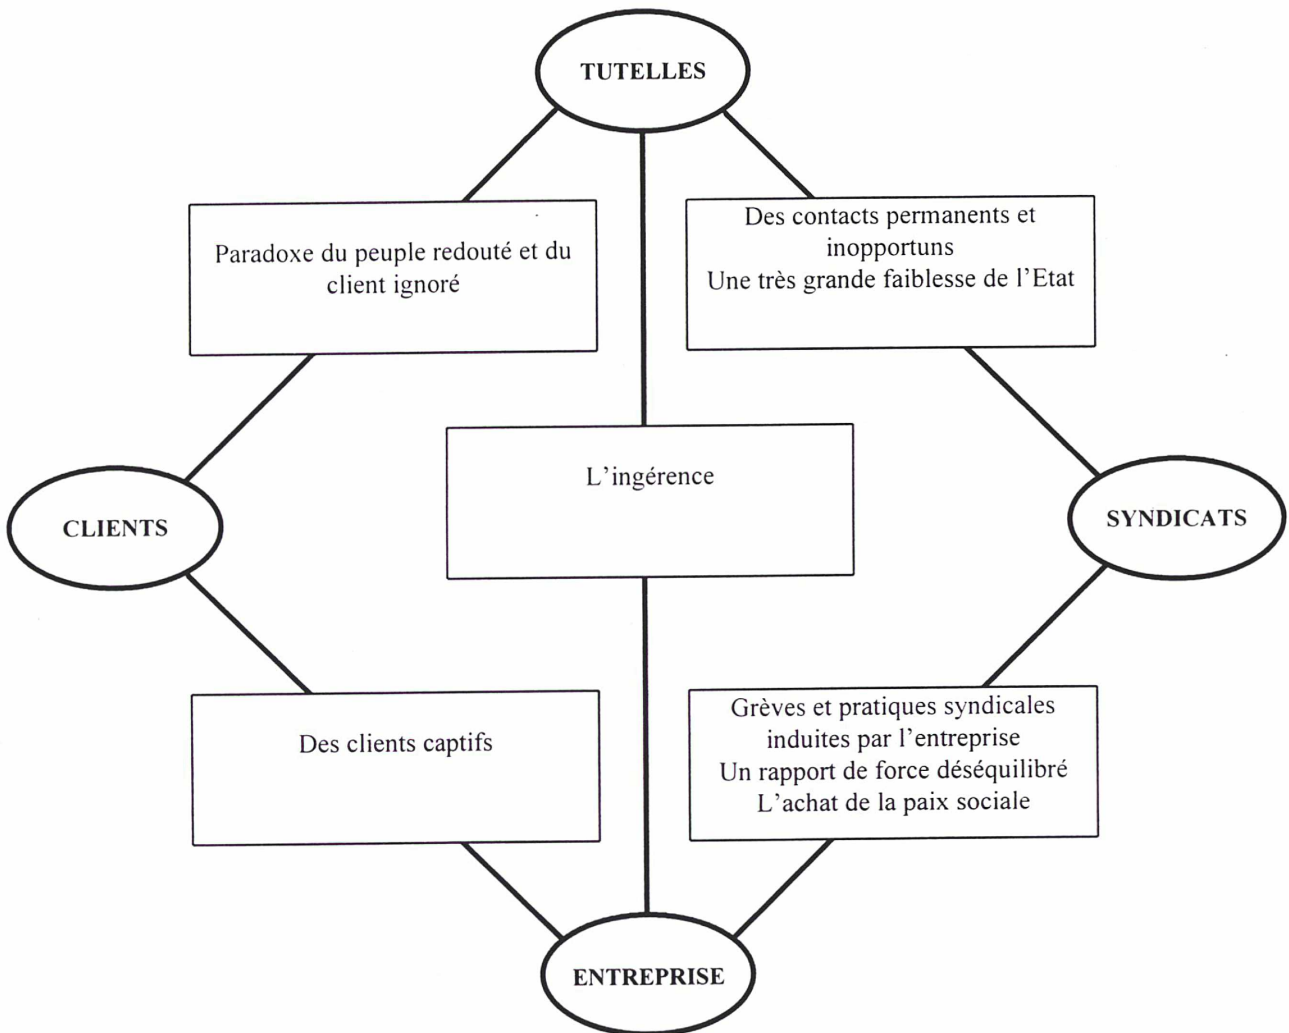 TUTELLES
Paradoxe du peuple redouté et du
client ignoré
Des contacts permanents et
inopportuns
Une très grande faiblesse de l'Etat
L'ingérence
CLIENTS
SYNDICATS
Des clients captifs
Grèves et pratiques syndicales
induites par l'entreprise
Un rapport de force déséquilibré
L'achat de la paix sociale
ENTREPRISE